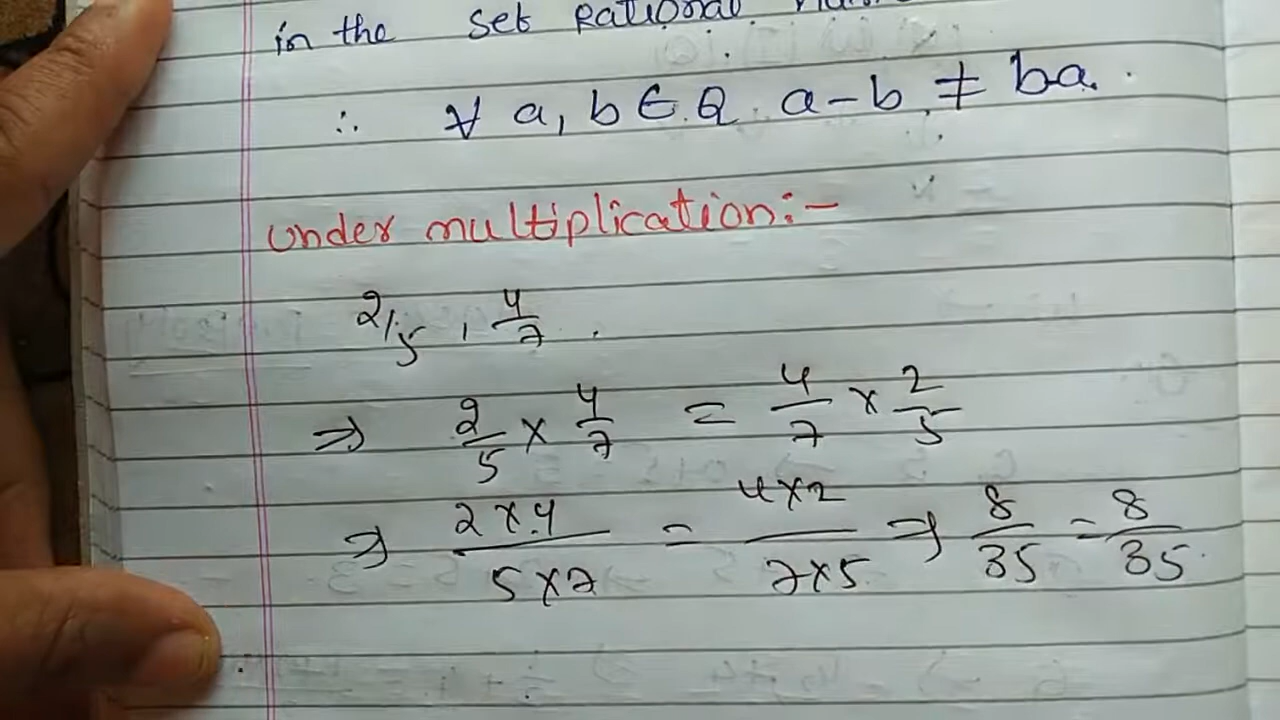 in the set Rational
∴ ∀ a, b ∈ Q. a-b ≠ ba.
Under multiplication:-
2/5 , 4/7 .
⇒ 2/5 × 4/7 = 4/7 × 2/5
⇒ 2×4/5×7 = 4×2/7×5 ⇒ 8/35 = 8/35.